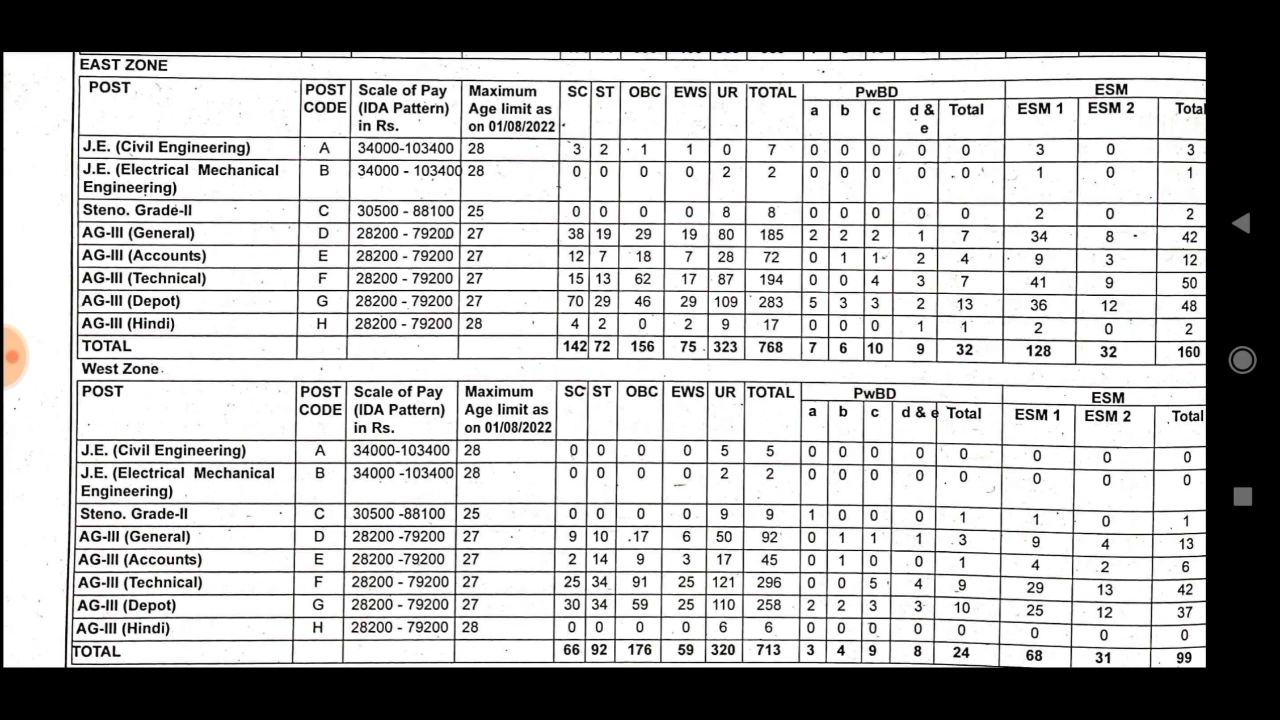 EAST ZONE
POST POST CODE Scale of Pay (IDA Pattern) in Rs. Maximum Age limit as on 01/08/2022 SC ST OBC EWS UR TOTAL PwBD ESM
a b c d & e Total ESM 1 ESM 2 Total
J.E. (Civil Engineering) A 34000-103400 28 3 2 1 1 0 7 0 0 0 0 0 3 0 3
J.E. (Electrical Mechanical Engineering) B 34000 - 103400 28 0 0 0 0 2 2 0 0 0 0 0 1 0 1
Steno. Grade-II C 30500 - 88100 25 0 0 0 0 8 8 0 0 0 0 0 2 0 2
AG-III (General) D 28200 - 79200 27 38 19 29 19 80 185 2 2 2 1 7 34 8 42
AG-III (Accounts) E 28200 - 79200 27 12 7 18 7 28 72 0 1 1 2 4 9 3 12
AG-III (Technical) F 28200 - 79200 27 15 13 62 17 87 194 0 0 4 3 7 41 9 50
AG-III (Depot) G 28200 - 79200 27 70 29 46 29 109 283 5 3 3 2 13 36 12 48
AG-III (Hindi) H 28200 - 79200 28 4 2 0 2 9 17 0 0 0 1 1 2 0 2
TOTAL 142 72 156 75 323 768 7 6 10 9 32 128 32 160
West Zone
POST POST CODE Scale of Pay (IDA Pattern) in Rs. Maximum Age limit as on 01/08/2022 SC ST OBC EWS UR TOTAL PwBD ESM
a b c d & e Total ESM 1 ESM 2 Total
J.E. (Civil Engineering) A 34000-103400 28 0 0 0 0 5 5 0 0 0 0 0 0 0 0
J.E. (Electrical Mechanical Engineering) B 34000 -103400 28 0 0 0 0 2 2 0 0 0 0 0 0 0 0
Steno. Grade-II C 30500 -88100 25 0 0 0 0 9 9 1 0 0 0 1 1 0 1
AG-III (General) D 28200 -79200 27 9 10 17 6 50 92 0 1 1 1 3 9 4 13
AG-III (Accounts) E 28200 -79200 27 2 14 9 3 17 45 0 1 0 0 1 4 2 6
AG-III (Technical) F 28200 - 79200 27 25 34 91 25 121 296 0 0 5 4 9 29 13 42
AG-III (Depot) G 28200 - 79200 27 30 34 59 25 110 258 2 2 3 3 10 25 12 37
AG-III (Hindi) H 28200 - 79200 28 0 0 0 0 6 6 0 0 0 0 0 0 0 0
TOTAL 66 92 176 59 320 713 3 4 9 8 24 68 31 99